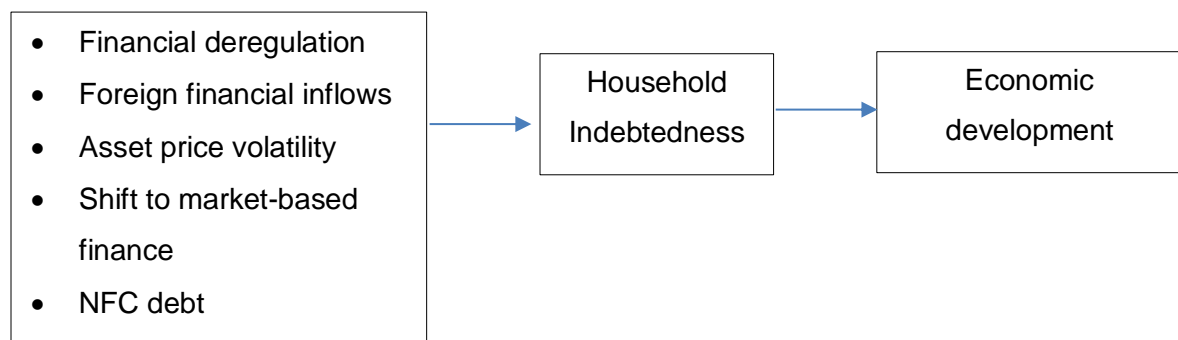 • Financial deregulation
• Foreign financial inflows
• Asset price volatility
• Shift to market-based
finance
• NFC debt
Household
Indebtedness
Economic
development